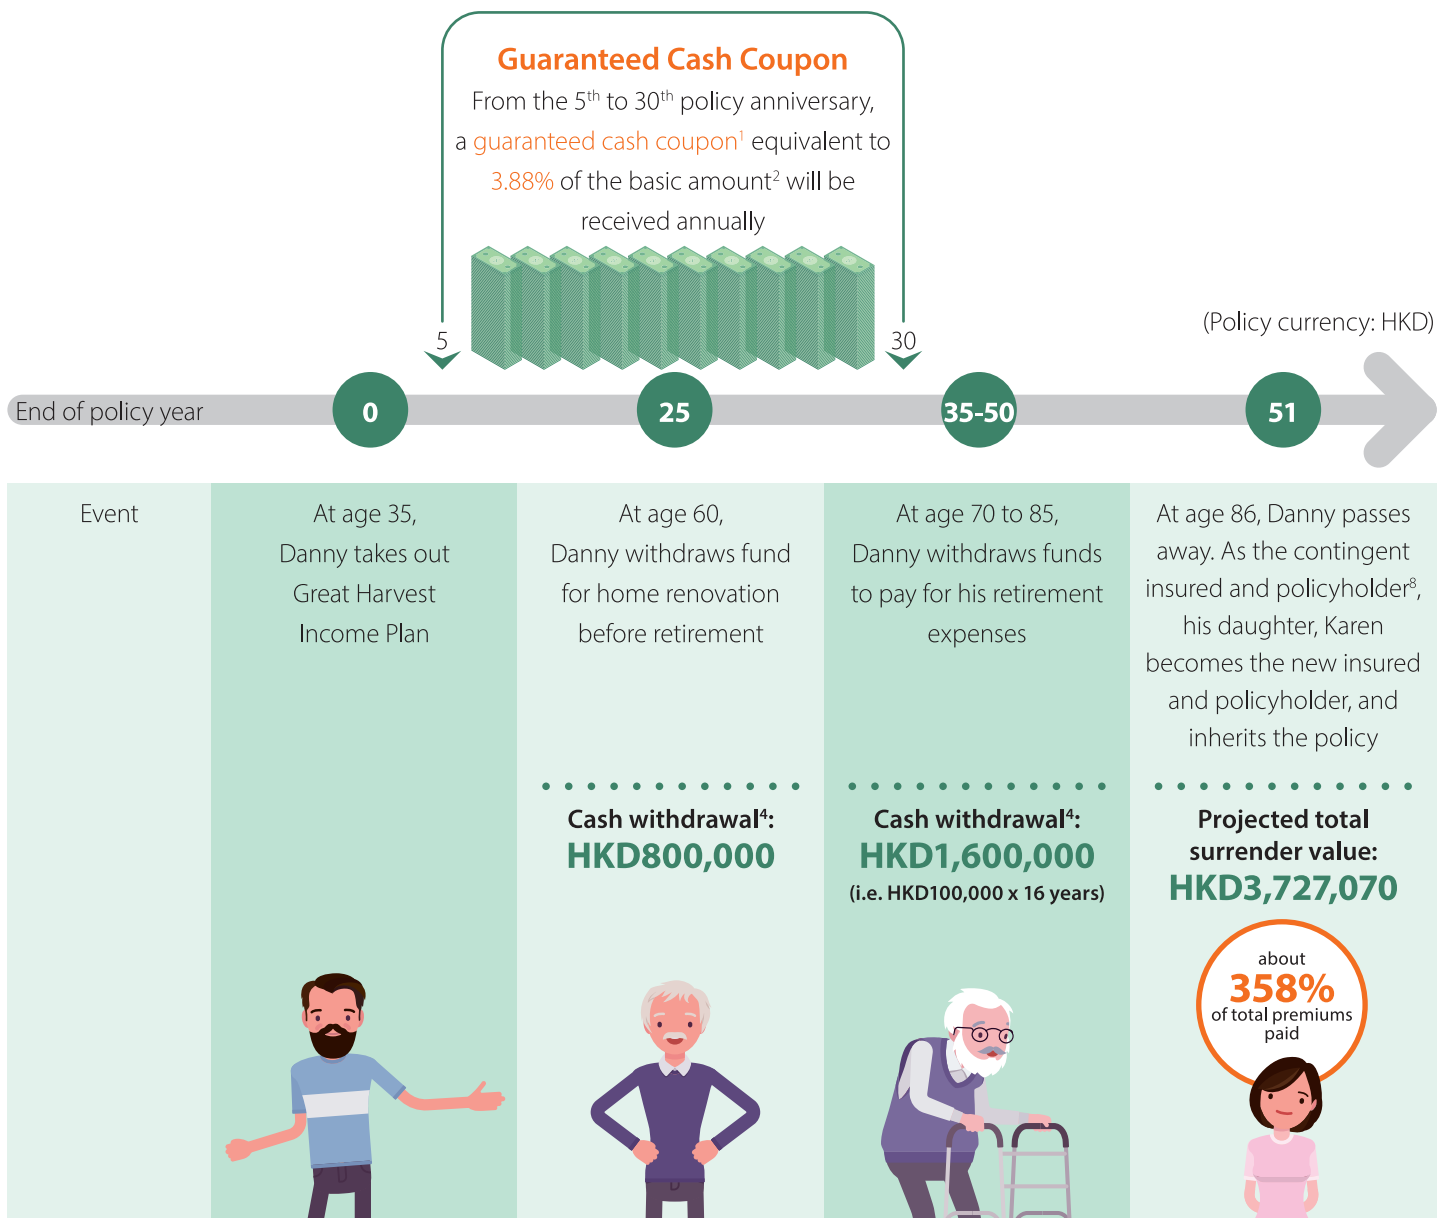 Guaranteed Cash Coupon
From the 5th to 30th policy anniversary,
a guaranteed cash coupon1 equivalent to
3.88% of the basic amount2 will be
received annually
5
30
(Policy currency: HKD)
End of policy year
0
25
35-50
51
Event
At age 35,
Danny takes out
Great Harvest
Income Plan
At age 60,
Danny withdraws fund
for home renovation
before retirement
Cash withdrawal4:
HKD800,000
At age 70 to 85,
Danny withdraws funds
to pay for his retirement
expenses
Cash withdrawal4:
HKD1,600,000
(i.e. HKD100,000 x 16 years)
At age 86, Danny passes
away. As the contingent
insured and policyholder8,
his daughter, Karen
becomes the new insured
and policyholder, and
inherits the policy
Projected total
surrender value:
HKD3,727,070
about
358%
of total premiums
paid